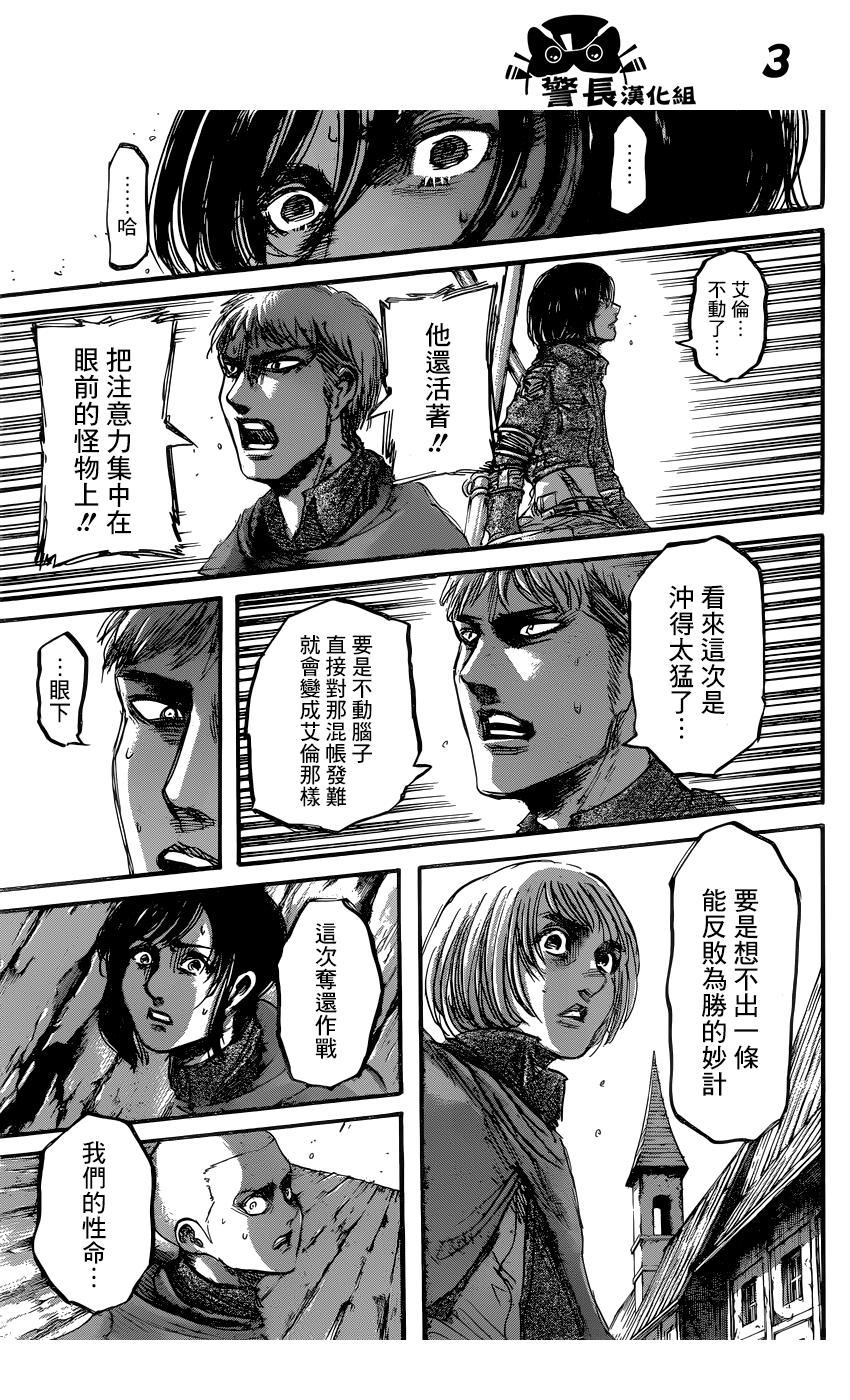 警長漢化組
3
……
……哈
艾倫…
不動了…
他還活著!!
把注意力集中在
眼前的怪物上!!
看來這次是
沖得太猛了…
要是不動腦子
直接對那混帳發難
就會變成艾倫那樣
…眼下
要是想不出一條
能反敗為勝的妙計
這次奪還作戰
我們的性命…